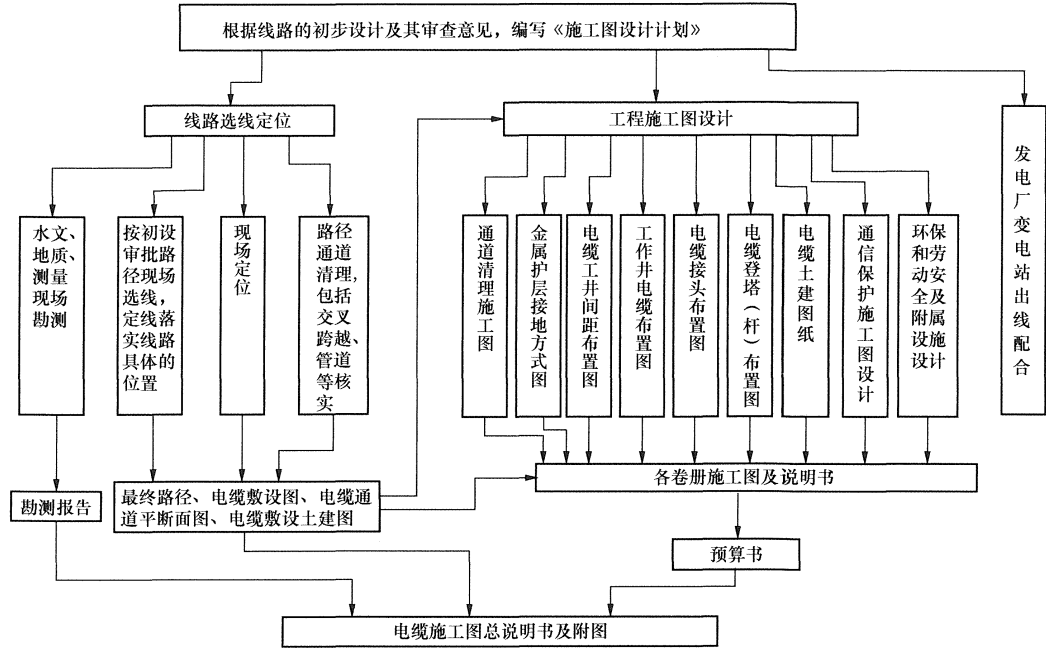 根据线路的初步设计及其审查意见，编写《施工图设计计划》
线路选线定位
工程施工图设计
水文、
地质、
测量
现场
勘测
按初设
审批路
径现场
选线，
定线落
实线路
具体的
位置
现场定位
路径
通道
清理，
包括
交叉
跨越、
管道
等核
实
通道清理施工图
金属护层接地方式图
电缆工井间距布置图
工作井电缆布置图
电缆接头布置图
电缆登塔（杆）布置图
电缆土建图纸
通信保护施工图设计
环保
和劳
动安
全及
附属
设施
设计
发电厂变电站出线配合
勘测报告
最终路径、电缆敷设图、电缆通
道平断面图、电缆敷设土建图
各卷册施工图及说明书
预算书
电缆施工图总说明书及附图